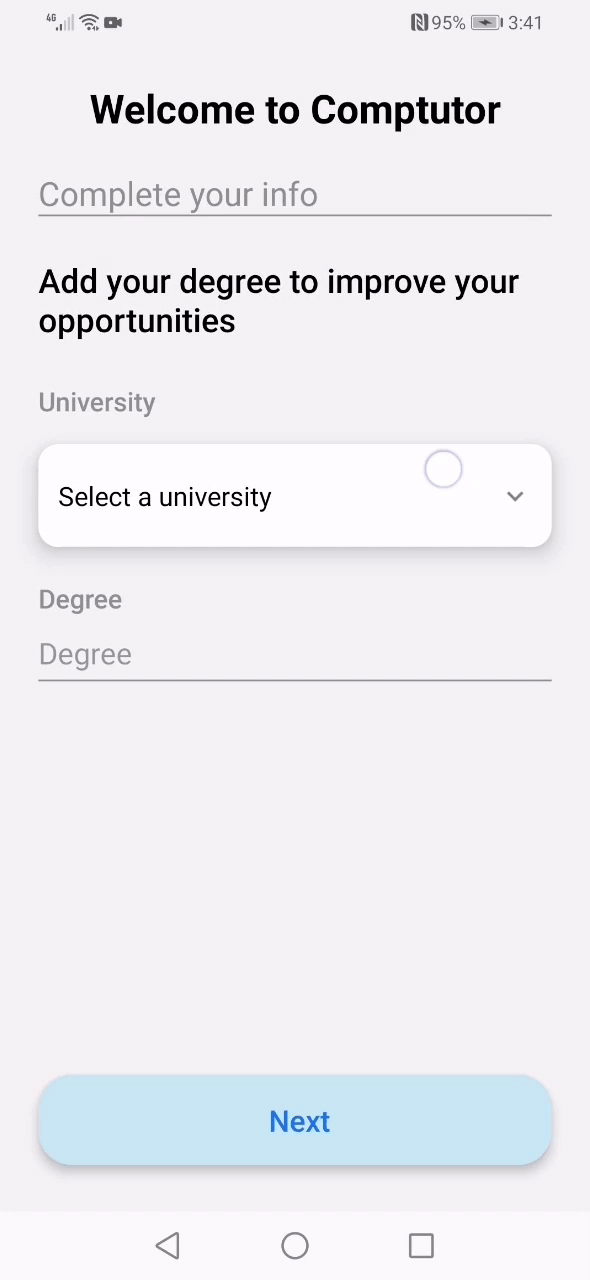 4G 95% 3:41
Welcome to Comptutor
Complete your info
Add your degree to improve your
opportunities
University
Select a university
Degree
Degree
Next